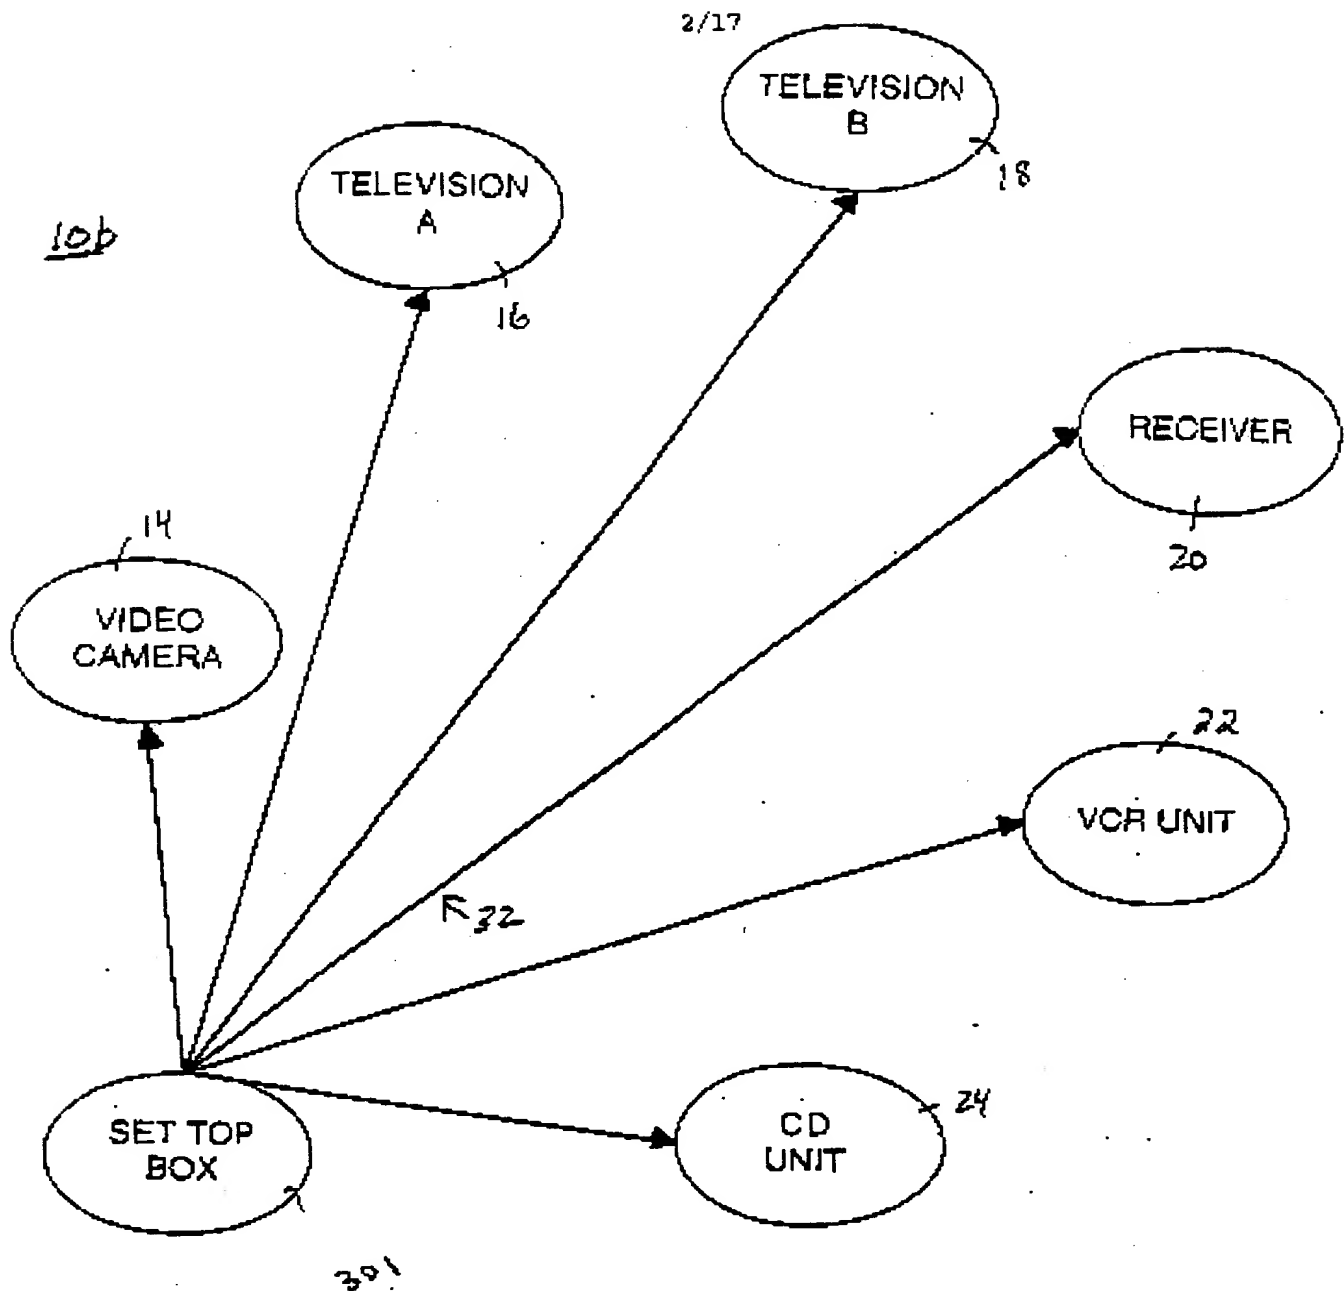 2/17
TELEVISION
B
18
TELEVISION
A
16
10b
RECEIVER
20
14
VIDEO
CAMERA
22
VCR UNIT
32
SET TOP
BOX
301
CD
UNIT
24